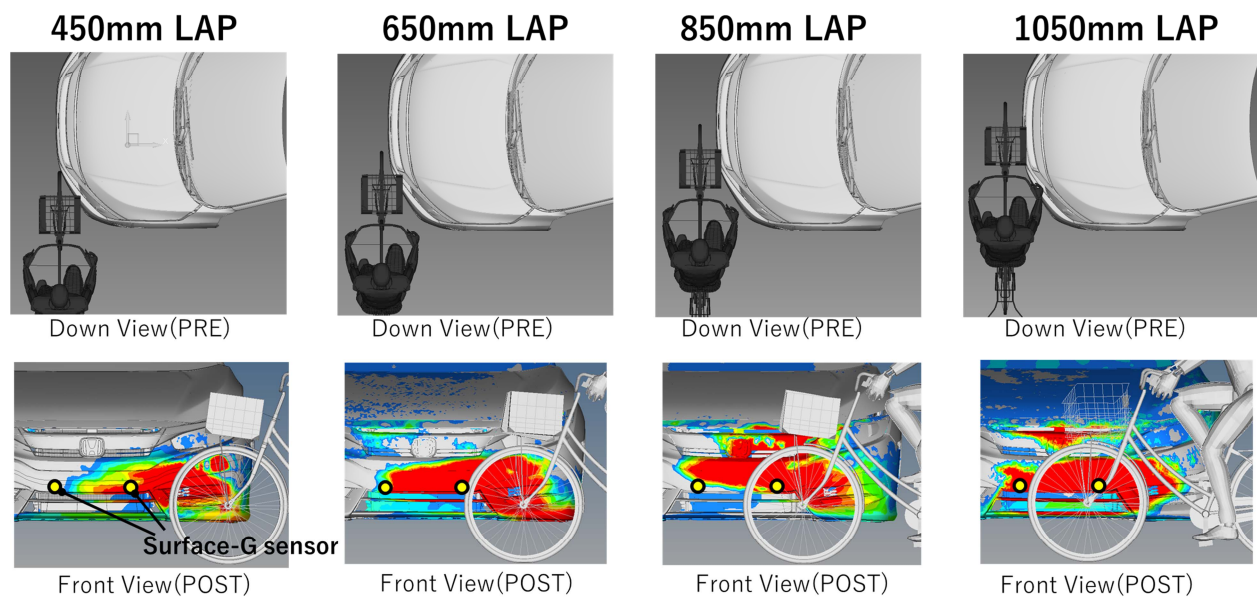 450mm LAP
650mm LAP
850mm LAP
1050mm LAP
Down View(PRE)
Down View(PRE)
Down View(PRE)
Down View(PRE)
Surface-G sensor
Front View(POST)
Front View(POST)
Front View(POST)
Front View(POST)